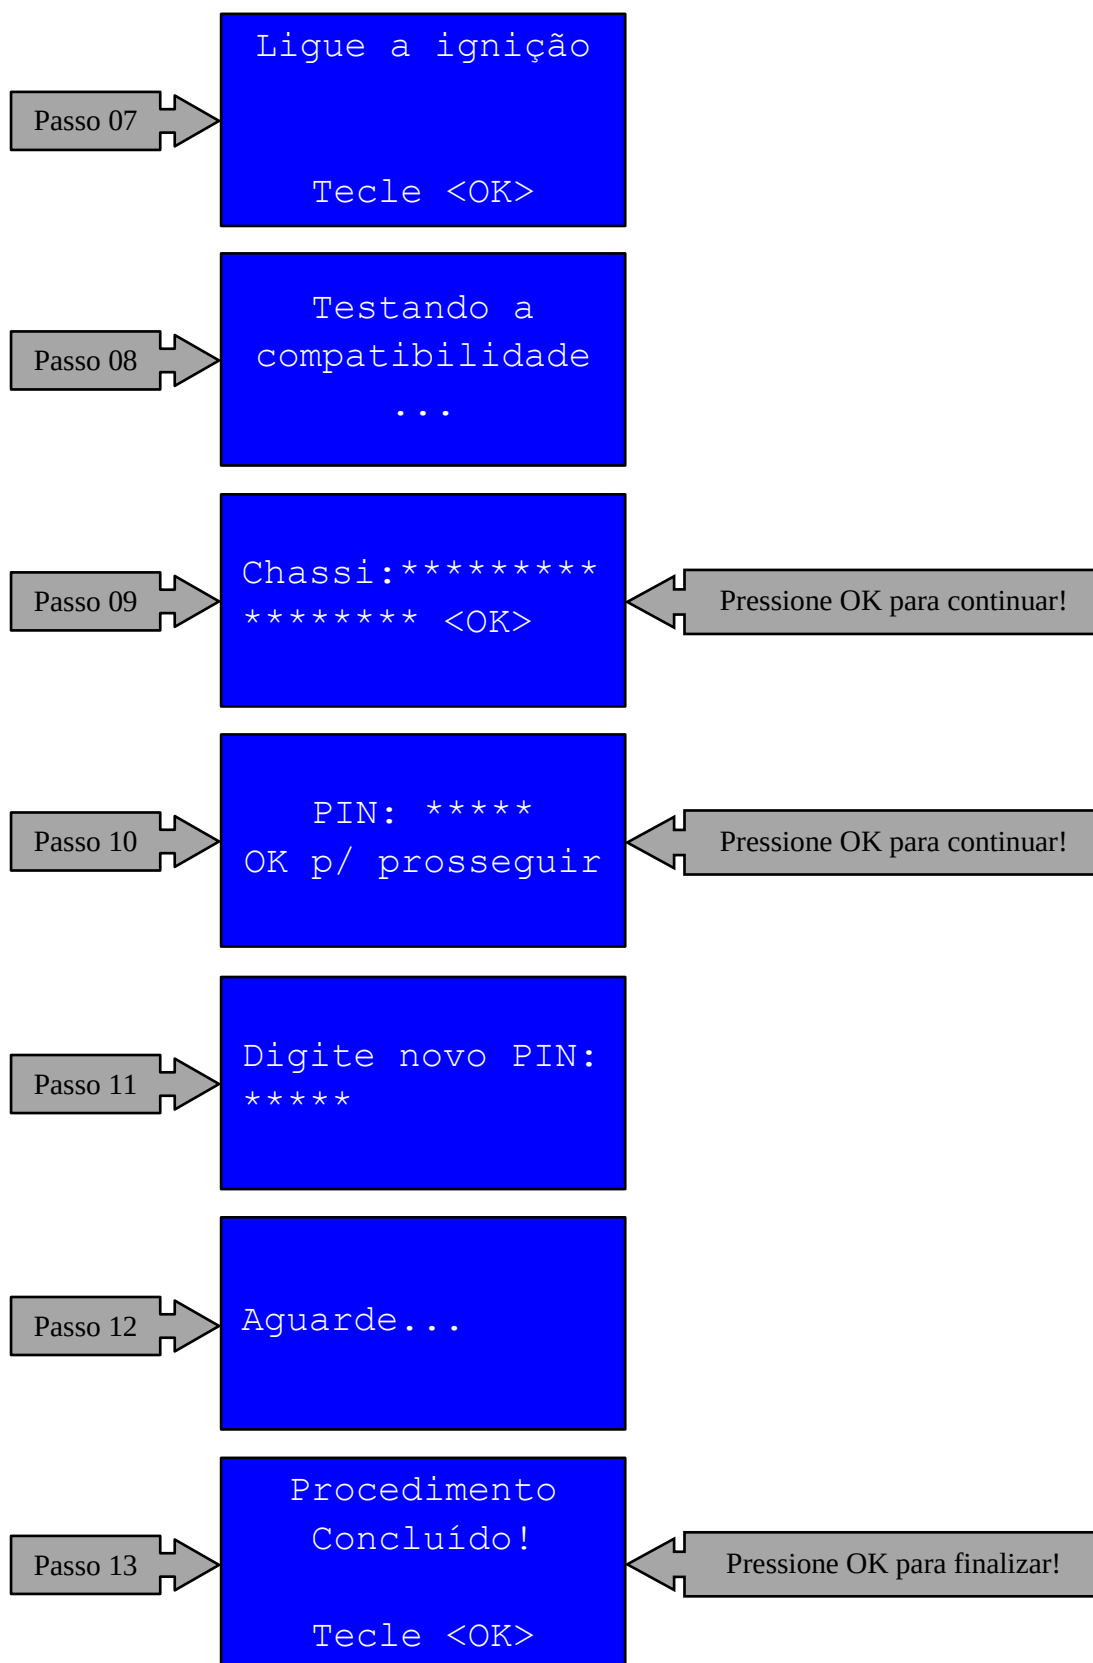 Ligue a ignição
Passo 07
Tecle <OK>
Testando a
Passo 08
compatibilidade
...
Chassi:*********
Passo 09
******** <OK>
Pressione OK para continuar!
PIN: *****
Passo 10
OK p/ prosseguir
Pressione OK para continuar!
Digite novo PIN:
Passo 11
*****
Passo 12
Aguarde...
Procedimento
Concluído!
Passo 13
Pressione OK para finalizar!
Tecle <OK>